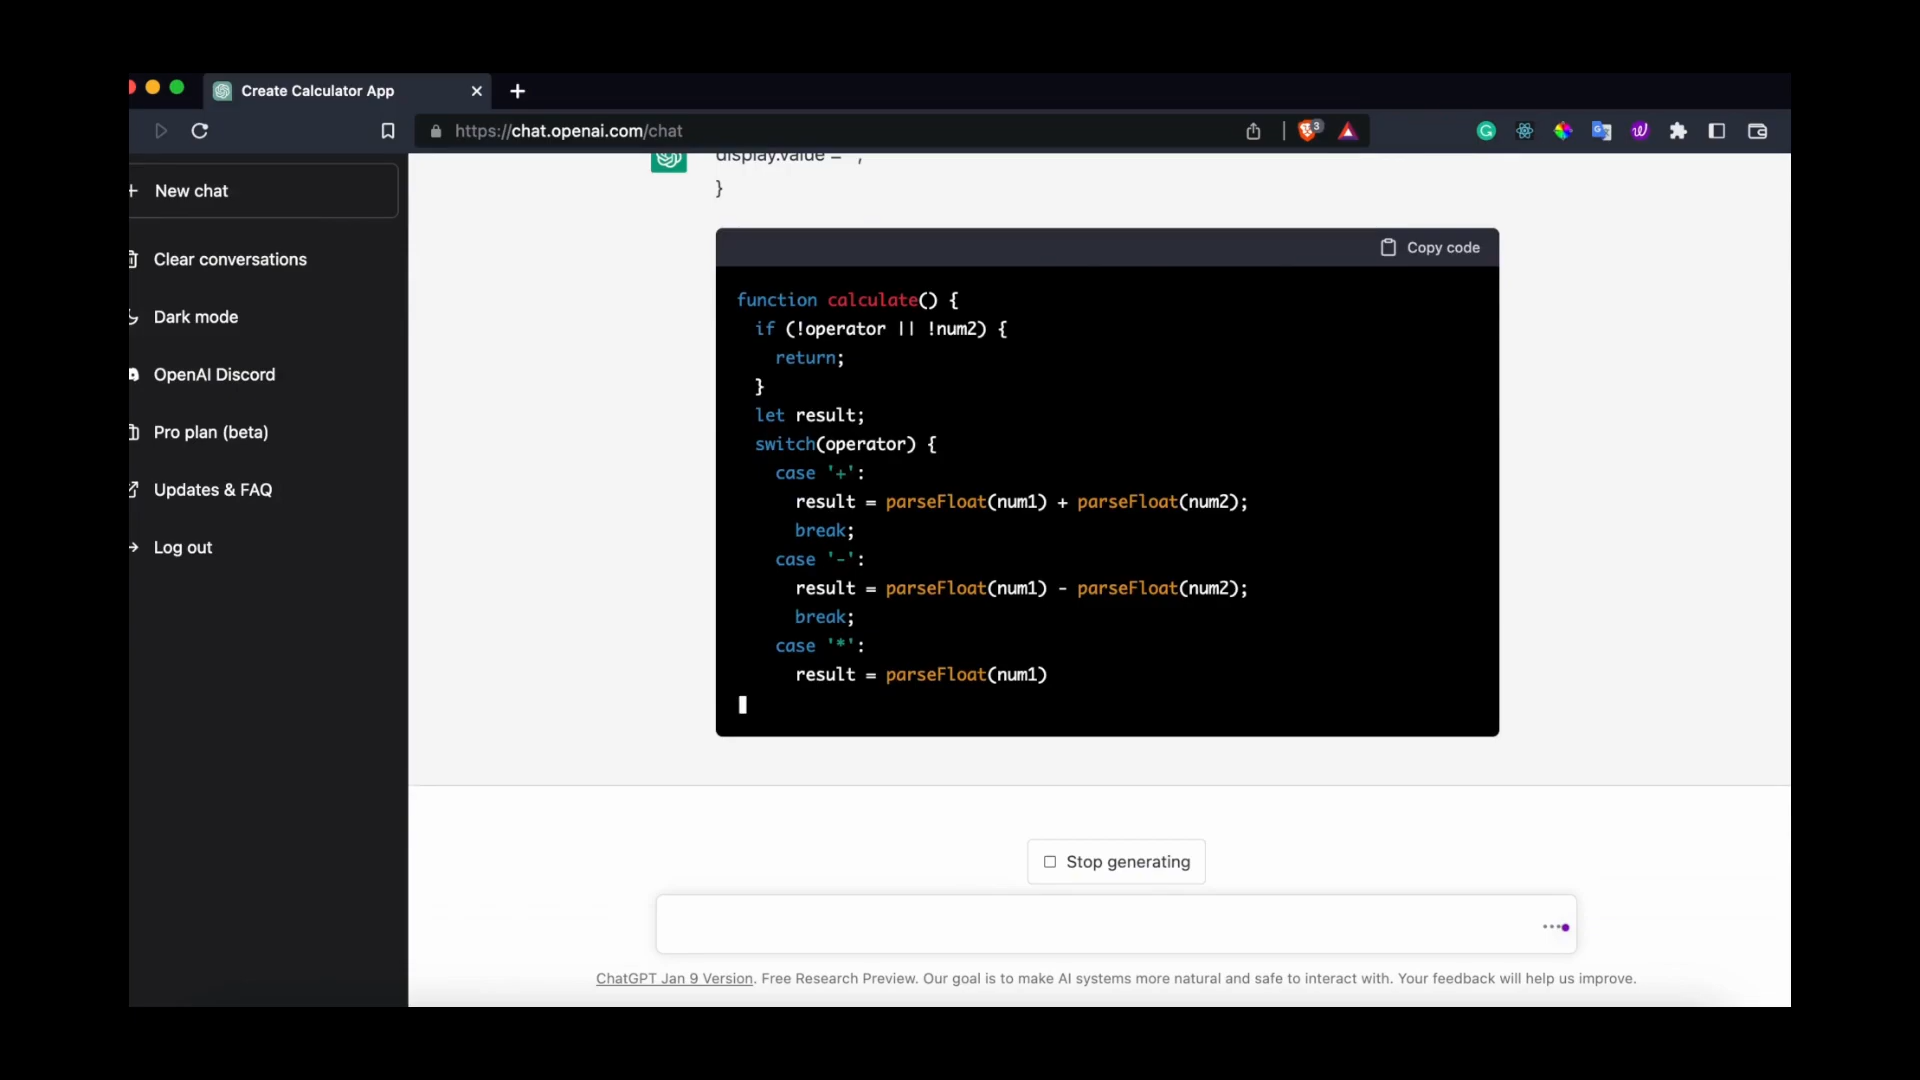 Create Calculator App
https://chat.openai.com/chat
3
New chat
Clear conversations
Dark mode
OpenAI Discord
Pro plan (beta)
Updates & FAQ
Log out
display.value = '';
}
Copy code
function calculate() {
  if (!operator || !num2) {
    return;
  }
  let result;
  switch(operator) {
    case '+':
      result = parseFloat(num1) + parseFloat(num2);
      break;
    case '-':
      result = parseFloat(num1) - parseFloat(num2);
      break;
    case '*':
      result = parseFloat(num1)
Stop generating
ChatGPT Jan 9 Version. Free Research Preview. Our goal is to make AI systems more natural and safe to interact with. Your feedback will help us improve.